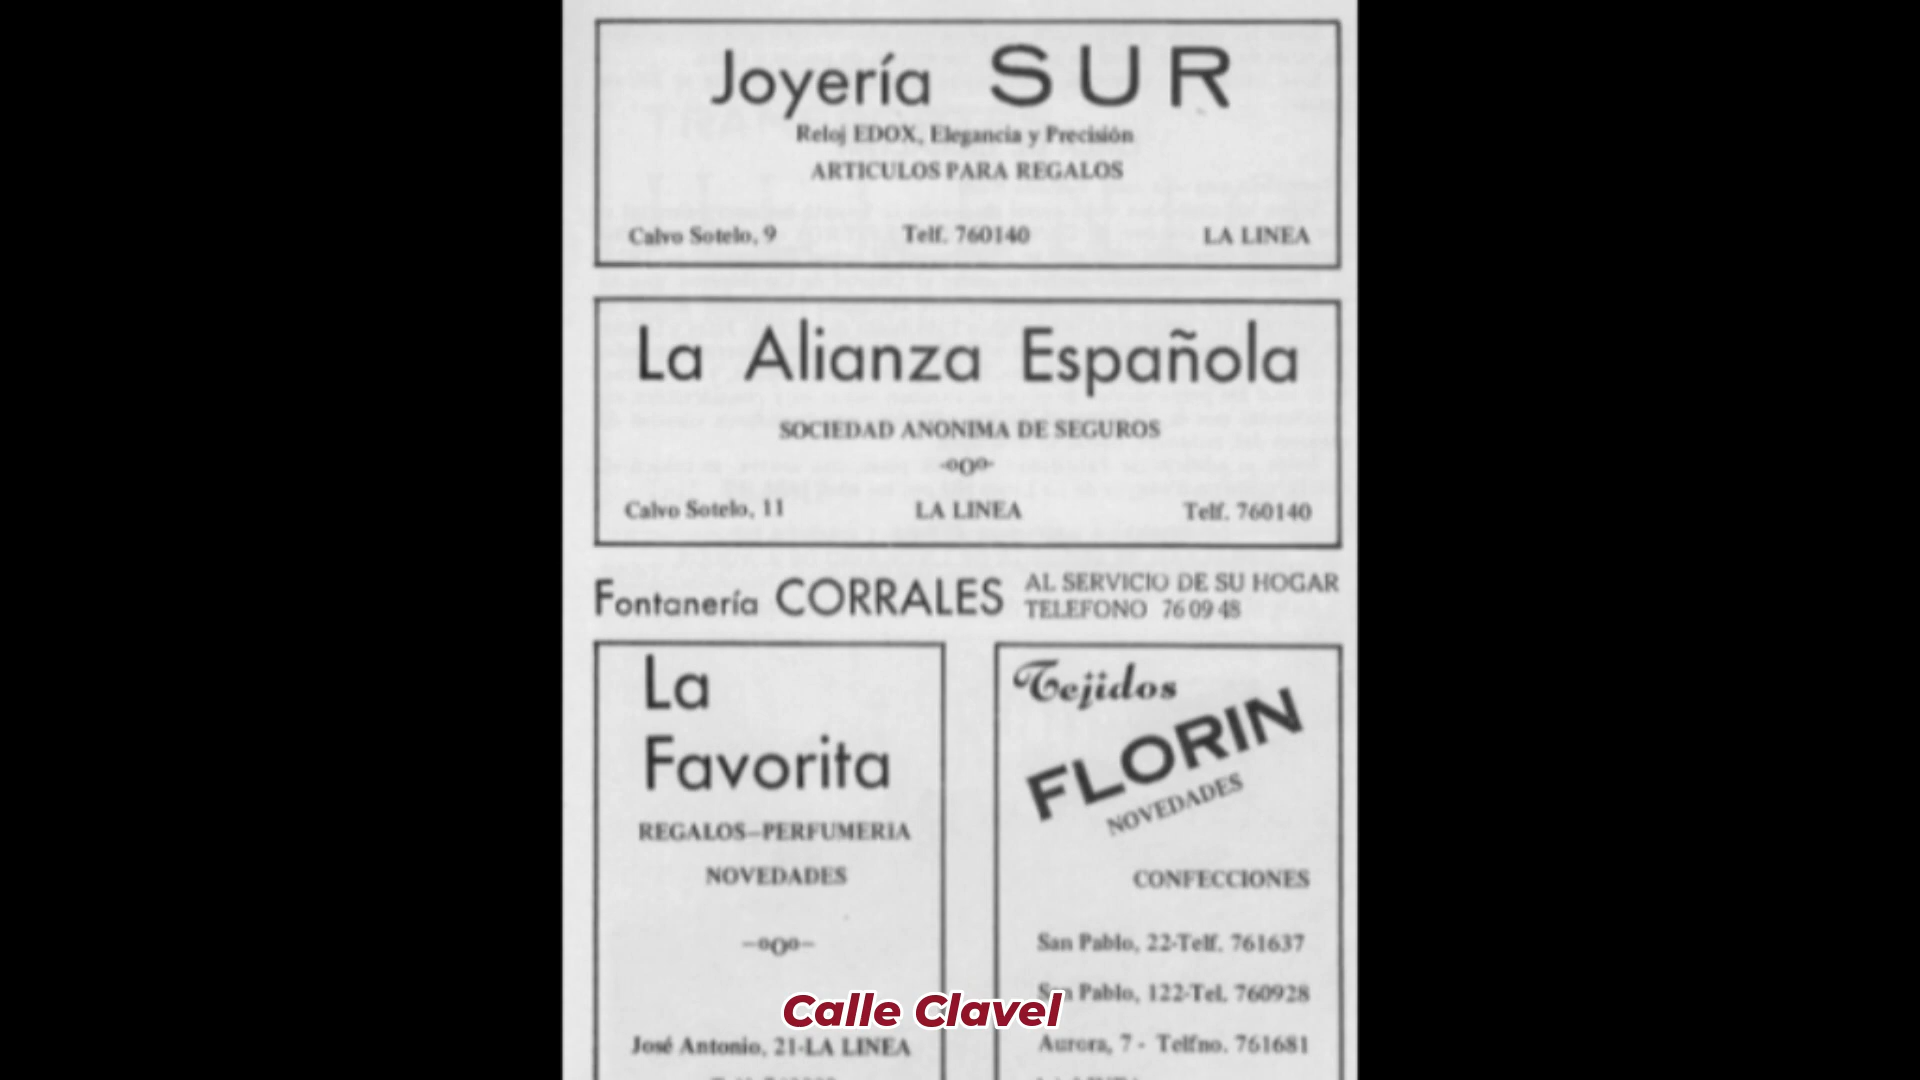 Joyería SUR
Reloj EDOX, Elegancia y Precisión
ARTICULOS PARA REGALOS
Calvo Sotelo, 9 Telf. 760140 LA LINEA
La Alianza Española
SOCIEDAD ANONIMA DE SEGUROS
-oOo-
Calvo Sotelo, 11 LA LINEA Telf. 760140
Fontanería CORRALES AL SERVICIO DE SU HOGAR
TELEFONO 76 09 48
La
Favorita
REGALOS–PERFUMERIA
NOVEDADES
–oOo–
José Antonio, 21-LA LINEA
Tejidos
FLORIN
NOVEDADES
CONFECCIONES
San Pablo, 22-Telf. 761637
San Pablo, 122-Tel. 760928
Aurora, 7 - Telfno. 761681
Calle Clavel